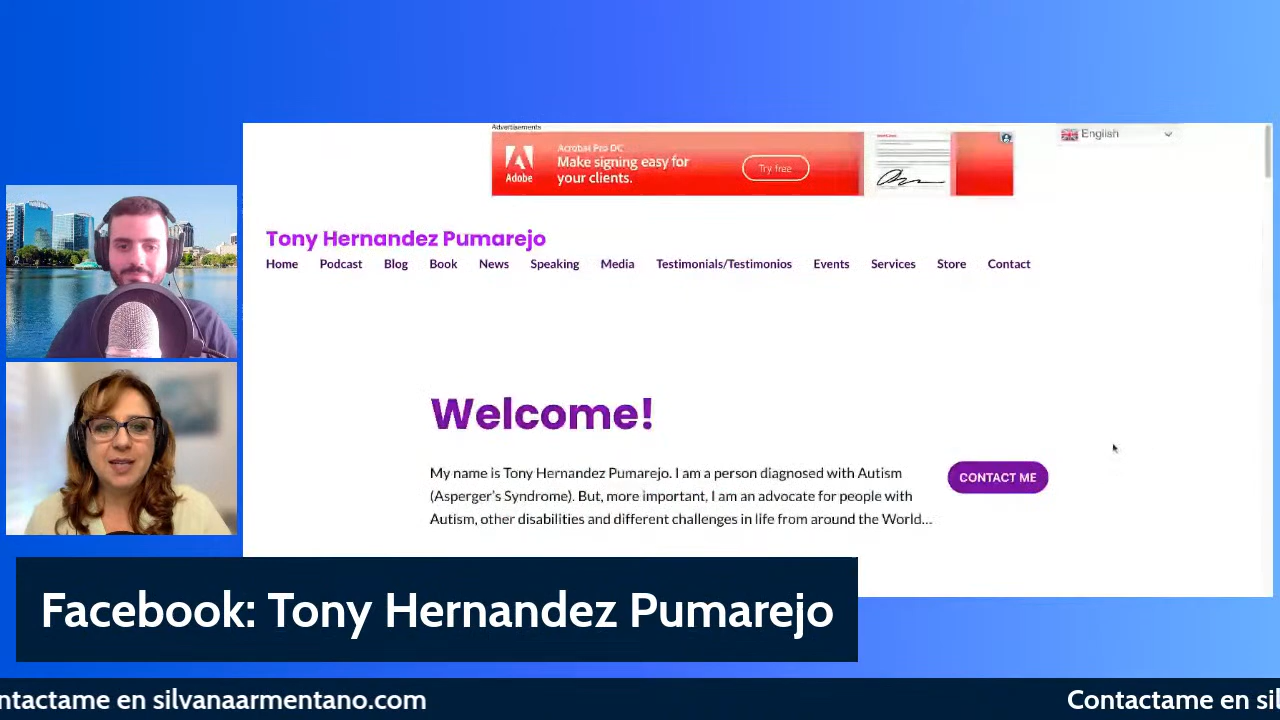 Advertisements
Adobe
Acrobat Pro DC
Make signing easy for
your clients.
Try free
English
Tony Hernandez Pumarejo
Home Podcast Blog Book News Speaking Media Testimonials/Testimonios Events Services Store Contact
Welcome!
My name is Tony Hernandez Pumarejo. I am a person diagnosed with Autism
(Asperger's Syndrome). But, more important, I am an advocate for people with
Autism, other disabilities and different challenges in life from around the World...
CONTACT ME
Facebook: Tony Hernandez Pumarejo
ntactame en silvanaarmentano.com
Contactame en sil